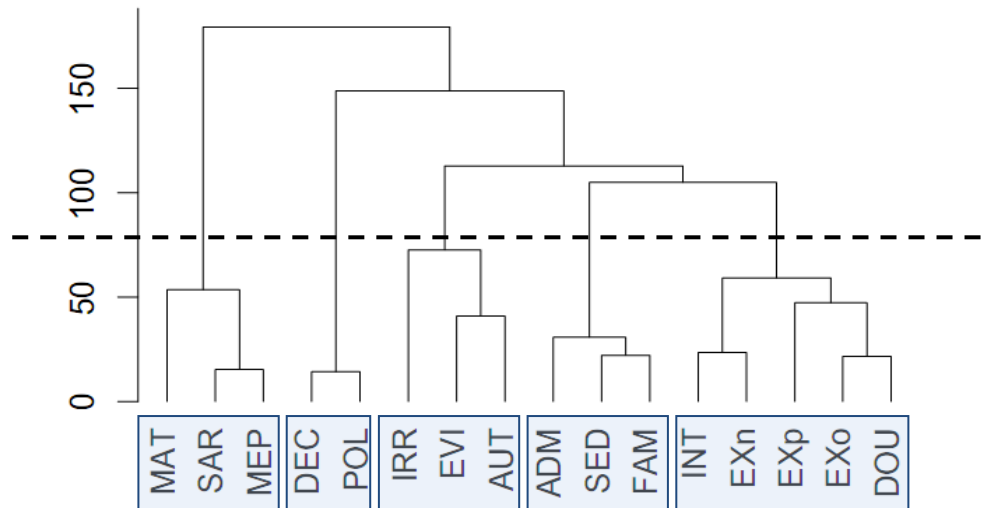 150
100
50
0
MAT SAR MEP DEC POL IRR EVI AUT ADM SED FAM INT EXn EXp EXo DOU